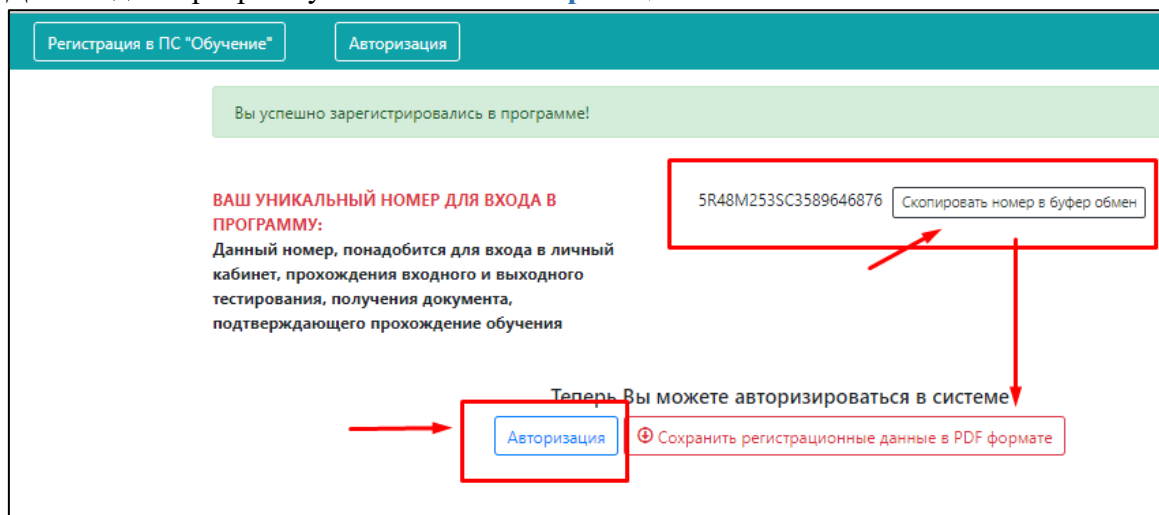 Регистрация в ПС "Обучение" Авторизация
Вы успешно зарегистрировались в программе!
ВАШ УНИКАЛЬНЫЙ НОМЕР ДЛЯ ВХОДА В
ПРОГРАММУ:
Данный номер, понадобится для входа в личный
кабинет, прохождения входного и выходного
тестирования, получения документа,
подтверждающего прохождение обучения
5R48M253SC3589646876 Скопировать номер в буфер обмен
Теперь Вы можете авторизироваться в системе
Авторизация Сохранить регистрационные данные в PDF формате